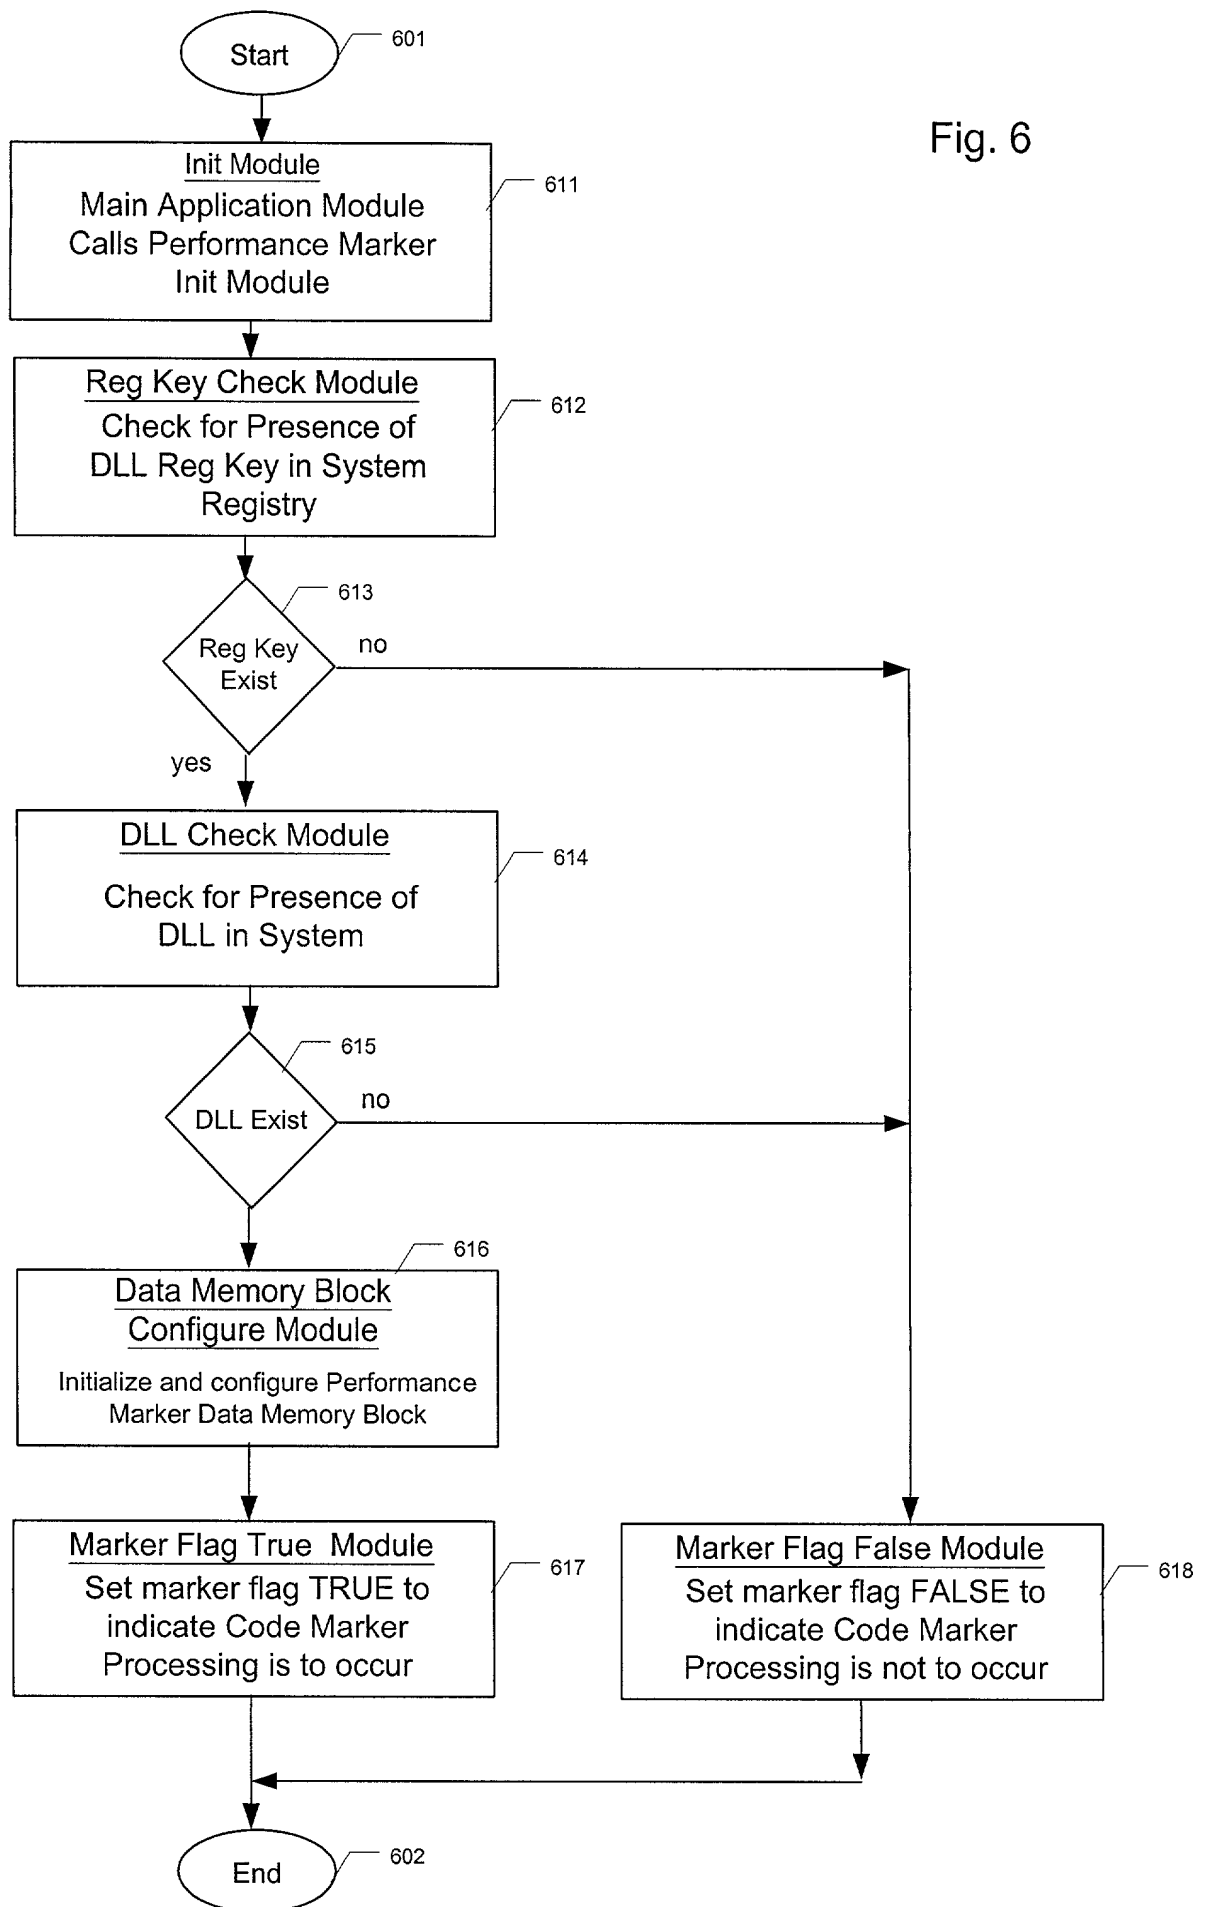 Start
601
Fig. 6
Init Module
Main Application Module
Calls Performance Marker
Init Module
611
Reg Key Check Module
Check for Presence of
DLL Reg Key in System
Registry
612
613
Reg Key
Exist
no
yes
DLL Check Module
Check for Presence of
DLL in System
614
615
DLL Exist
no
616
Data Memory Block
Configure Module
Initialize and configure Performance
Marker Data Memory Block
Marker Flag True Module
Set marker flag TRUE to
indicate Code Marker
Processing is to occur
617
Marker Flag False Module
Set marker flag FALSE to
indicate Code Marker
Processing is not to occur
618
End
602